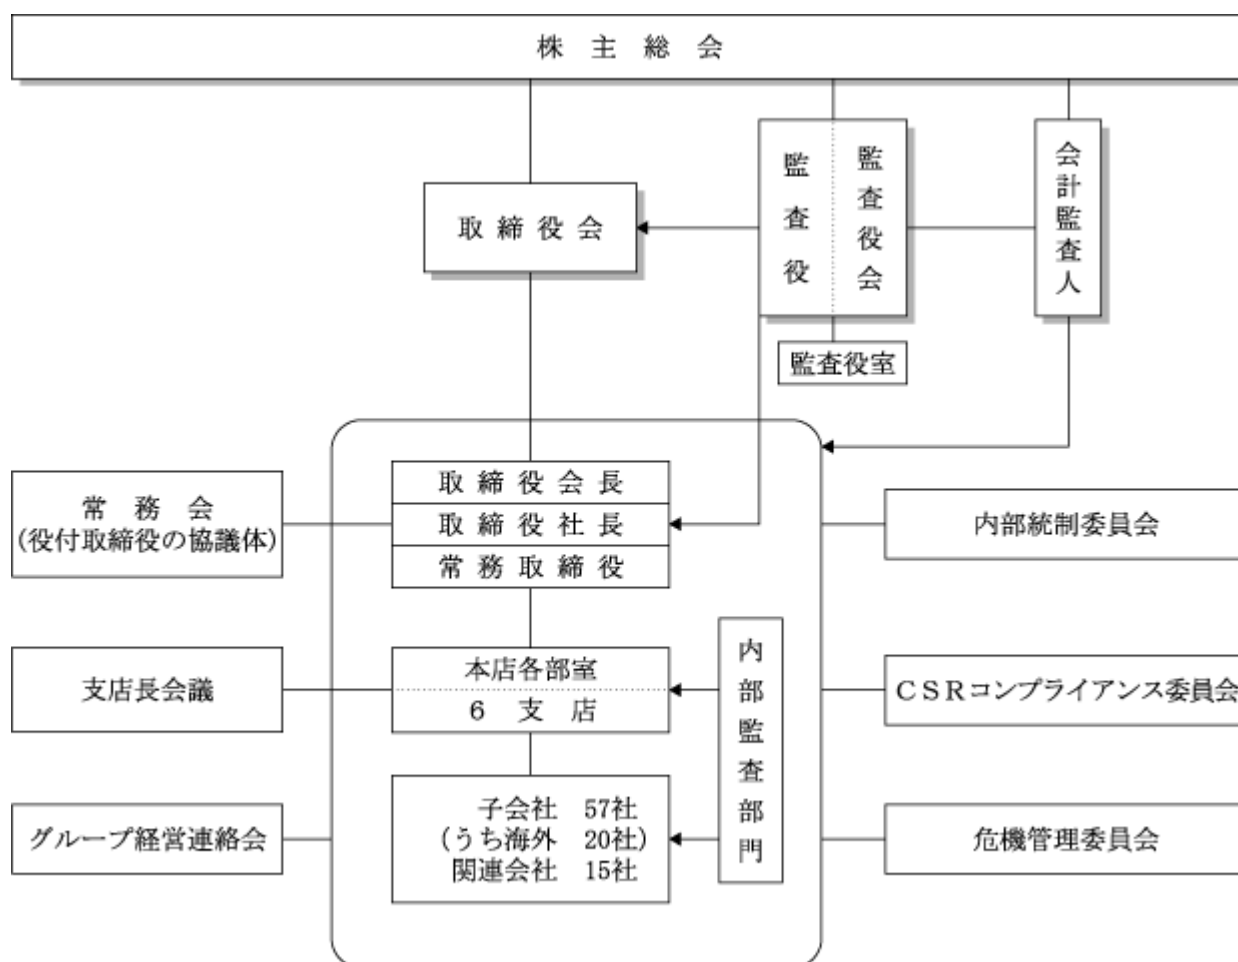 株主総会
取締役会
監査役
監査役会
会計監査人
監査役室
取締役会長
取締役社長
常務取締役
常務会
(役付取締役の協議体)
内部統制委員会
本店各部室
6 支店
支店長会議
内部監査部門
CSRコンプライアンス委員会
子会社 57社
(うち海外 20社)
関連会社 15社
グループ経営連絡会
危機管理委員会